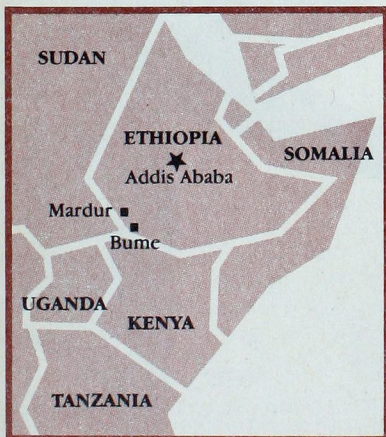 SUDAN
ETHIOPIA
Addis Ababa
SOMALIA
Mardur
Bume
UGANDA
KENYA
TANZANIA